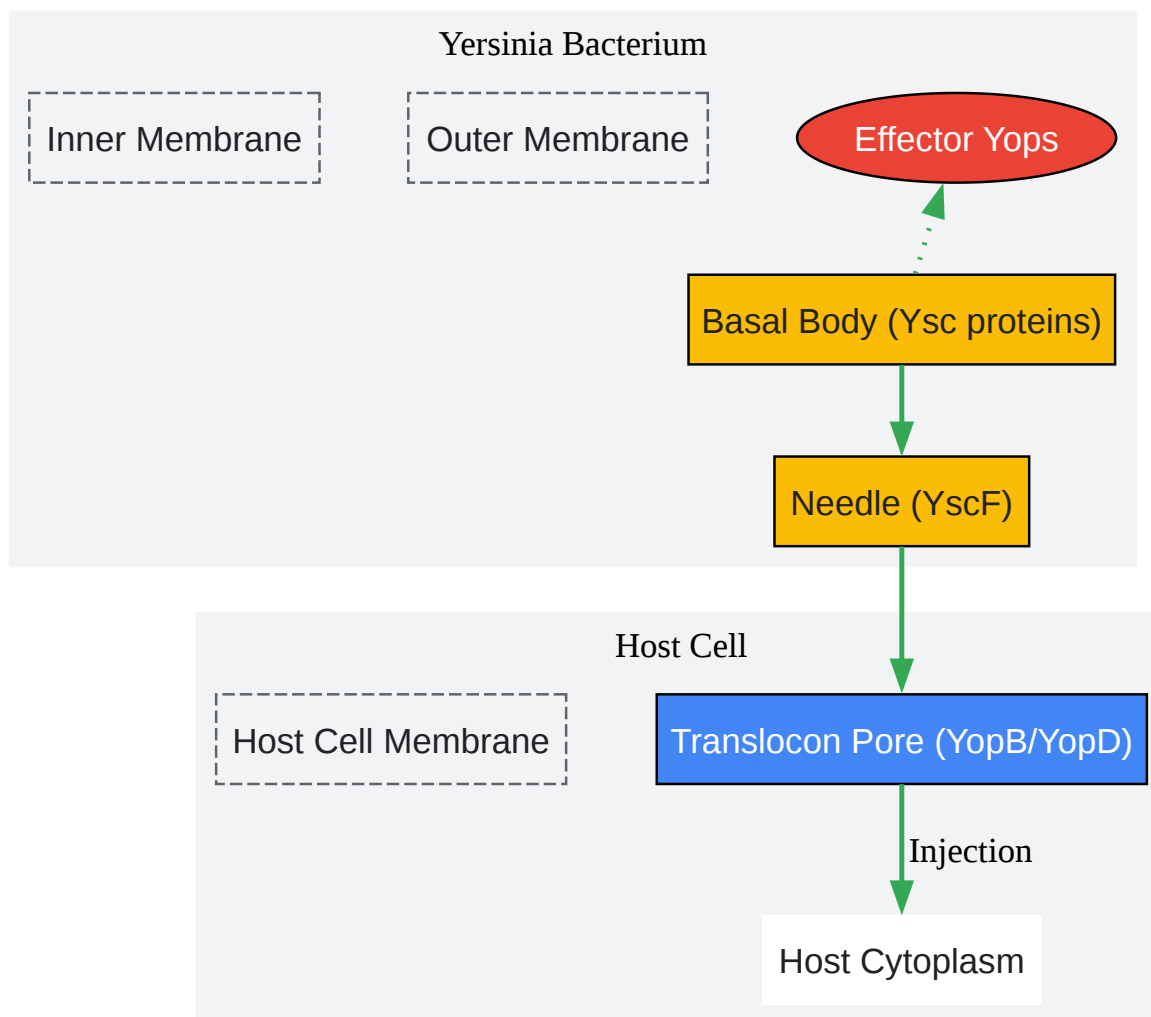 Yersinia Bacterium
Inner Membrane
Outer Membrane
Effector Yops
Basal Body (Ysc proteins)
Needle (YscF)
Host Cell
Host Cell Membrane
Translocon Pore (YopB/YopD)
Injection
Host Cytoplasm